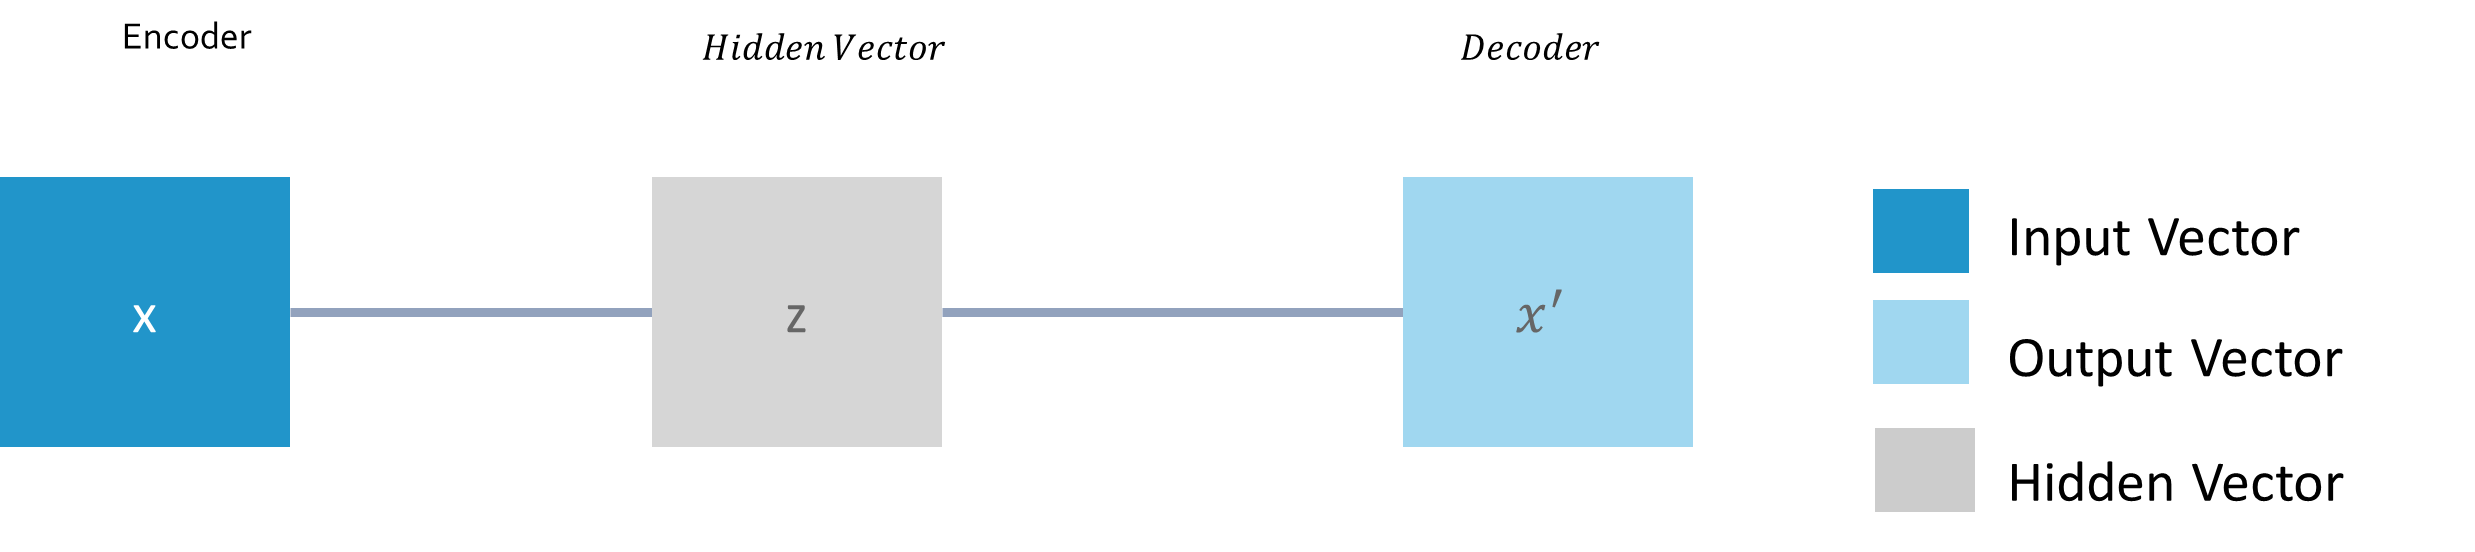 Encoder
Hidden Vector
Decoder
x
z
x′
Input Vector
Output Vector
Hidden Vector